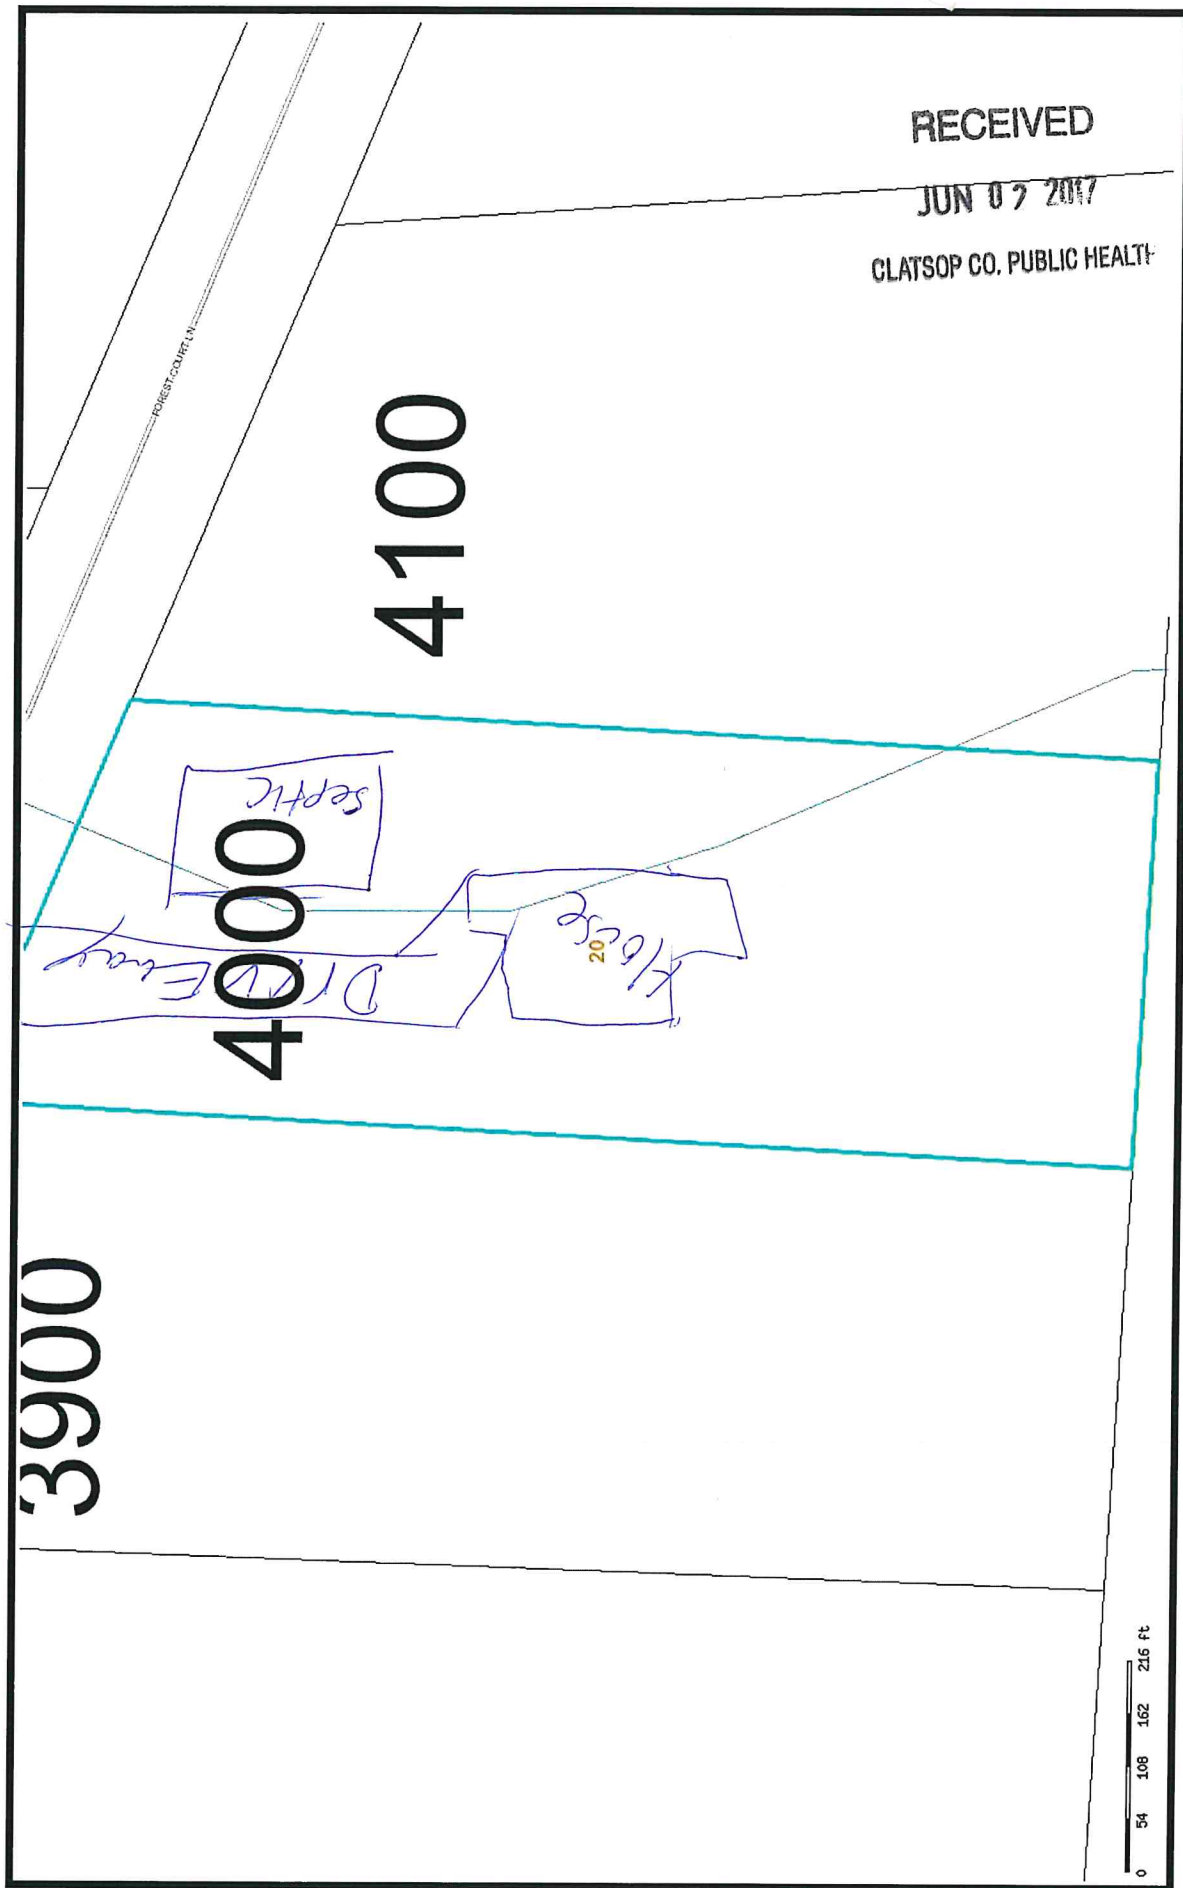 RECEIVED
JUN 02 2017
CLATSOP CO. PUBLIC HEALTH
FOREST COURT LN
4100
Septic
4000
DrivEway
House
20
3900
0 54 108 162 216 ft